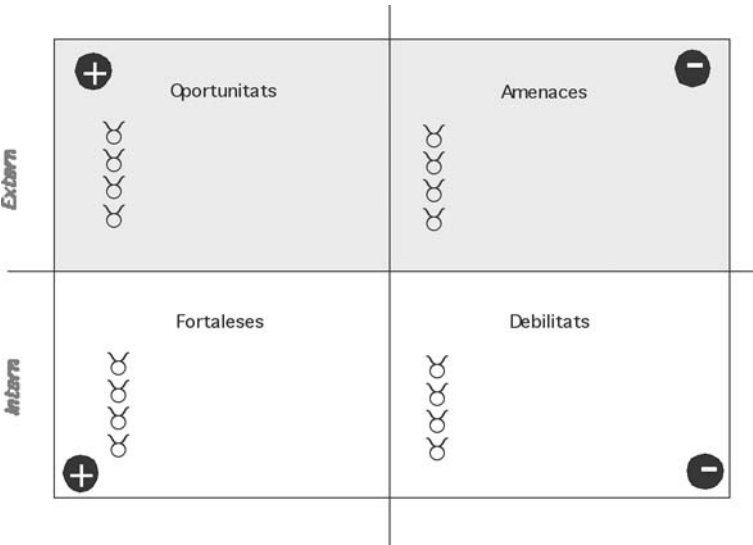 +
-
Oportunitats
Amenaces
Extern
Fortaleses
Debilitats
Intern
+
-